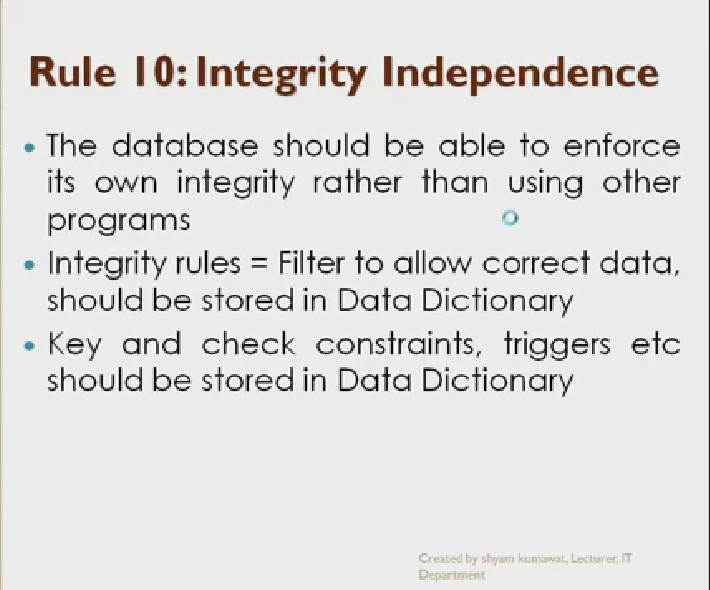 Rule 10: Integrity Independence
• The database should be able to enforce
its own integrity rather than using other
programs
• Integrity rules = Filter to allow correct data,
should be stored in Data Dictionary
• Key and check constraints, triggers etc
should be stored in Data Dictionary
Created by shyam kumawat, Lecturer, IT
Department